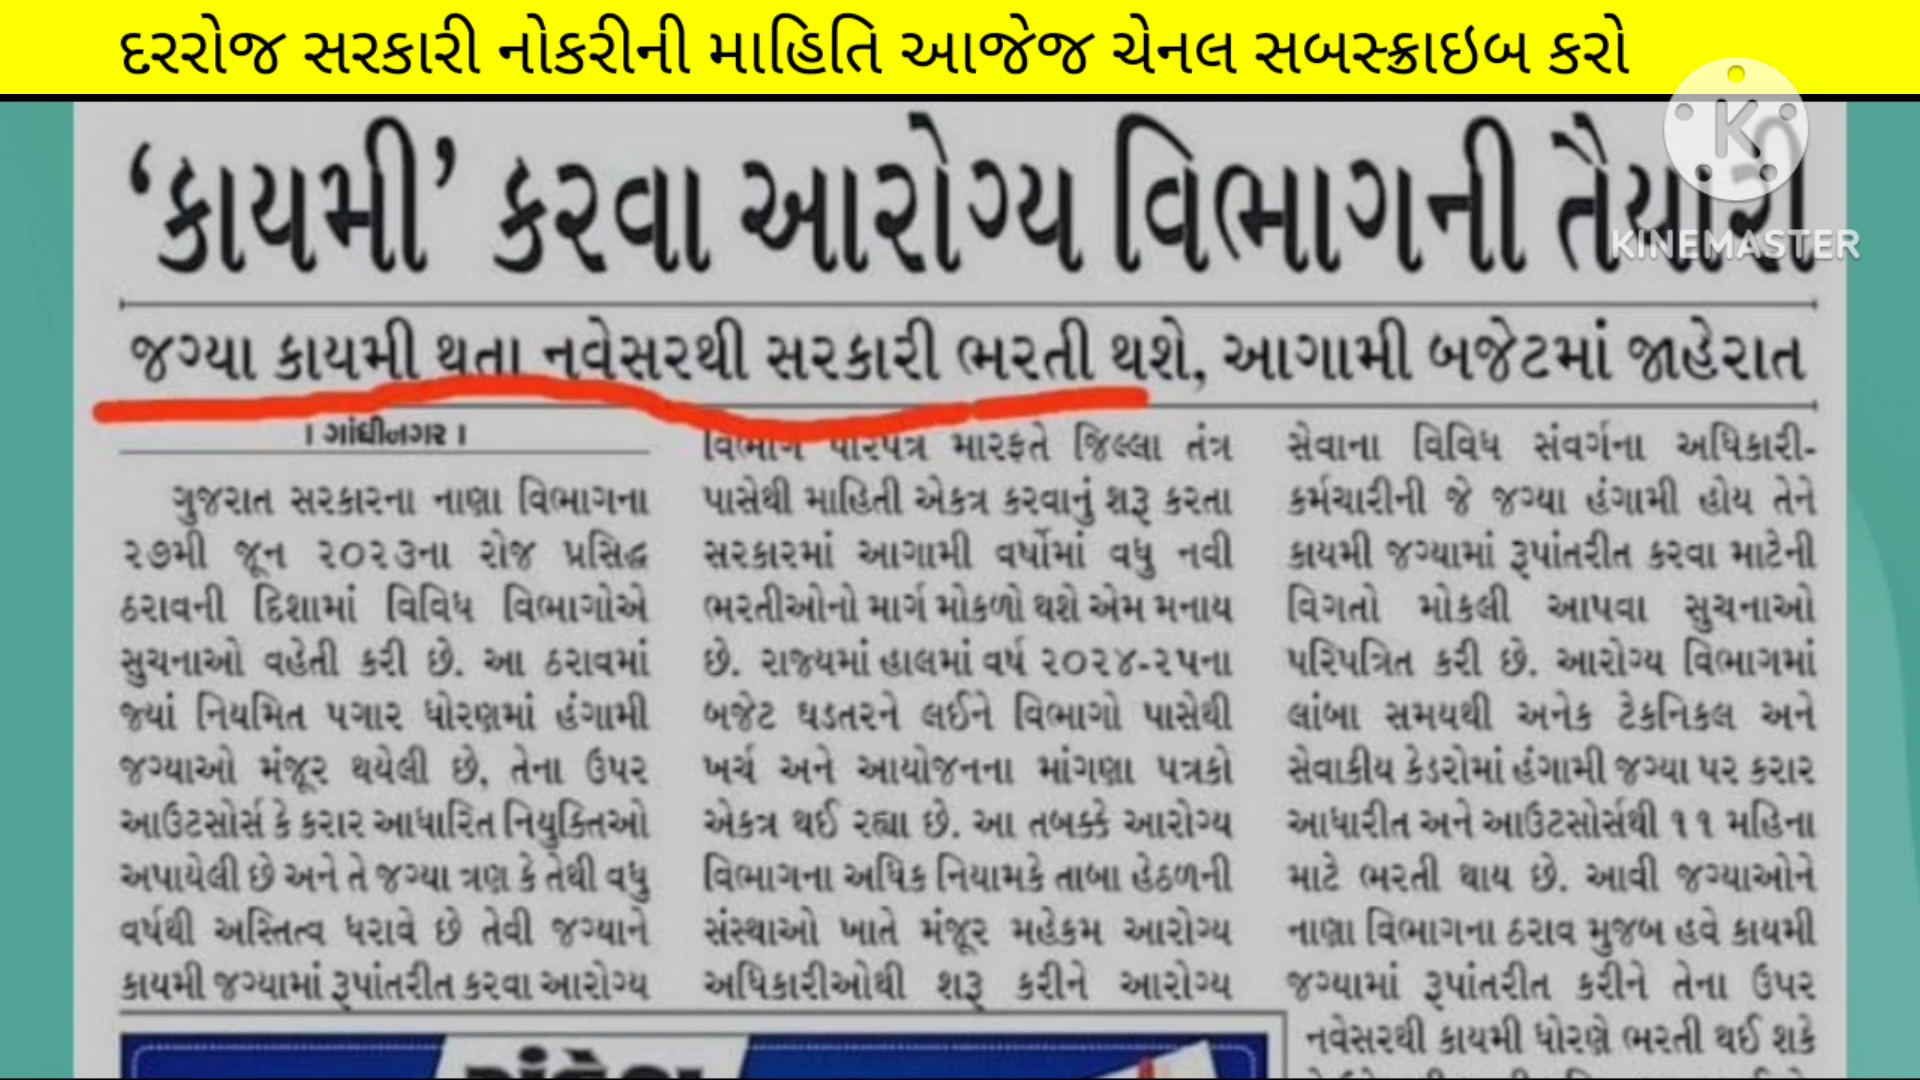 દરરોજ સરકારી નોકરીની માહિતિ આજેજ ચેનલ સબસ્ક્રાઇબ કરો
‘કાયમી’ કરવા આરોગ્ય વિભાગની તૈયારી
KINEMASTER
જગ્યા કાયમી થતા નવેસરથી સરકારી ભરતી થશે, આગામી બજેટમાં જાહેરાત
। ગાંધીનગર ।
ગુજરાત સરકારના નાણા વિભાગના
૨૭મી જૂન ૨૦૨૩ના રોજ પ્રસિદ્ધ
ઠરાવની દિશામાં વિવિધ વિભાગોએ
સુચનાઓ વહેતી કરી છે. આ ઠરાવમાં
જ્યાં નિયમિત પગાર ધોરણમાં હંગામી
જગ્યાઓ મંજૂર થયેલી છે, તેના ઉપર
આઉટસોર્સ કે કરાર આધારિત નિયુક્તિઓ
અપાયેલી છે અને તે જગ્યા ત્રણ કે તેથી વધુ
વર્ષથી અસ્તિત્વ ધરાવે છે તેવી જગ્યાને
કાયમી જગ્યામાં રૂપાંતરીત કરવા આરોગ્ય
વિભાગે પરિપત્ર મારફતે જિલ્લા તંત્ર
પાસેથી માહિતી એકત્ર કરવાનું શરૂ કરતા
સરકારમાં આગામી વર્ષોમાં વધુ નવી
ભરતીઓનો માર્ગ મોકળો થશે એમ મનાય
છે. રાજ્યમાં હાલમાં વર્ષ ૨૦૨૪-૨૫ના
બજેટ ઘડતરને લઈને વિભાગો પાસેથી
ખર્ચ અને આયોજનના માંગણા પત્રકો
એકત્ર થઈ રહ્યા છે. આ તબક્કે આરોગ્ય
વિભાગના અધિક નિયામકે તાબા હેઠળની
સંસ્થાઓ ખાતે મંજૂર મહેકમ આરોગ્ય
અધિકારીઓથી શરૂ કરીને આરોગ્ય
સેવાના વિવિધ સંવર્ગના અધિકારી-
કર્મચારીની જે જગ્યા હંગામી હોય તેને
કાયમી જગ્યામાં રૂપાંતરીત કરવા માટેની
વિગતો મોકલી આપવા સુચનાઓ
પરિપત્રિત કરી છે. આરોગ્ય વિભાગમાં
લાંબા સમયથી અનેક ટેકનિકલ અને
સેવાકીય કેડરોમાં હંગામી જગ્યા પર કરાર
આધારીત અને આઉટસોર્સથી ૧૧ મહિના
માટે ભરતી થાય છે. આવી જગ્યાઓને
નાણા વિભાગના ઠરાવ મુજબ હવે કાયમી
જગ્યામાં રૂપાંતરીત કરીને તેના ઉપર
નવેસરથી કાયમી ધોરણે ભરતી થઈ શકે